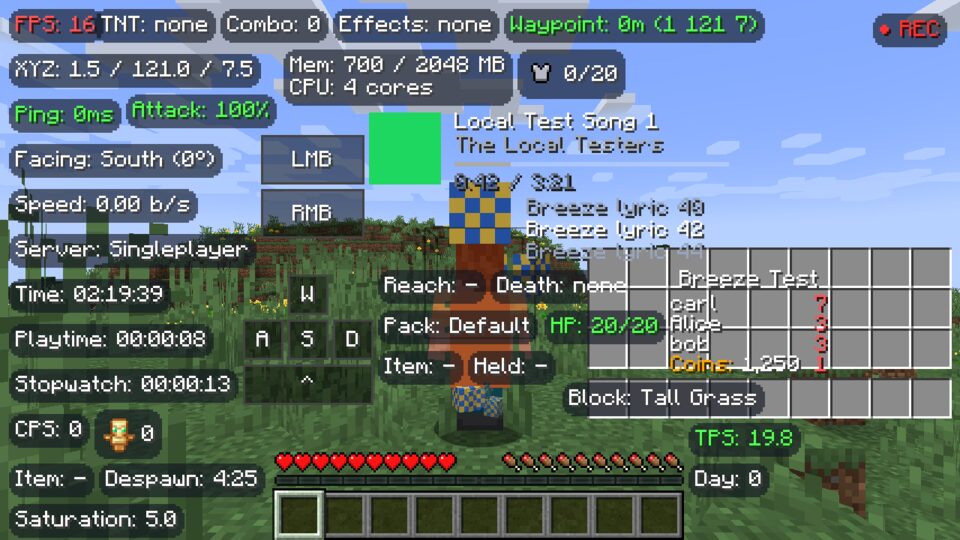 FPS: 16 TNT: none Combo: 0 Effects: none Waypoint: 0m (1 121 7) REC
XYZ: 1.5 / 121.0 / 7.5
Mem: 700 / 2048 MB
CPU: 4 cores
0/20
Ping: 0ms Attack: 100%
Local Test Song 1
The Local Testers
0:42 / 3:21
Facing: South (0°)
LMB
Speed: 0.00 b/s
RMB
Breeze lyric 40
Breeze lyric 42
Breeze lyric 44
Server: Singleplayer
Reach: - Death: none
Breeze Test
Time: 02:19:39
W
carl 7
Alice 3
bob 3
Coins: 1,250 1
Pack: Default HP: 20/20
Playtime: 00:00:08
A S D
Item: - Held: -
Stopwatch: 00:00:13
^
Block: Tall Grass
CPS: 0
0
TPS: 19.8
Item: - Despawn: 4:25
Day: 0
Saturation: 5.0